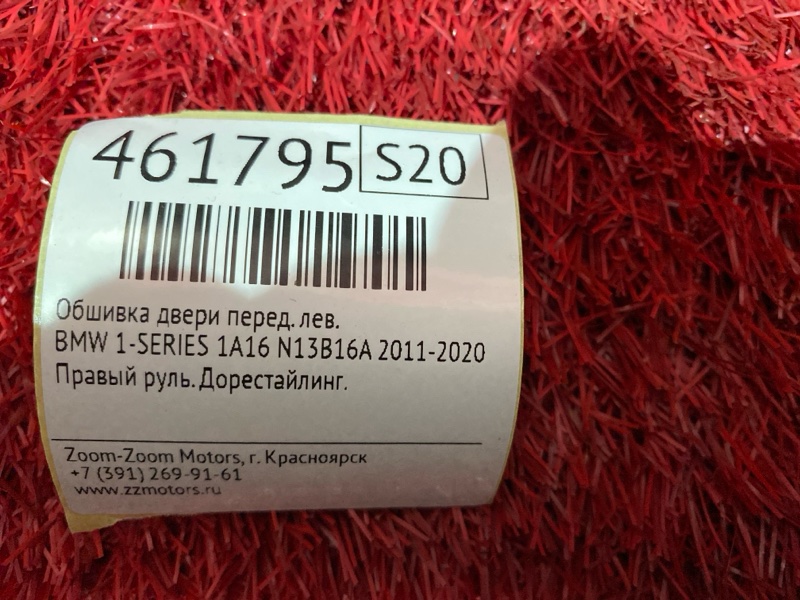 461795 S20
Обшивка двери перед. лев.
BMW 1-SERIES 1A16 N13B16A 2011-2020
Правый руль. Дорестайлинг.
Zoom-Zoom Motors, г. Красноярск
+7 (391) 269-91-61
www.zzmotors.ru